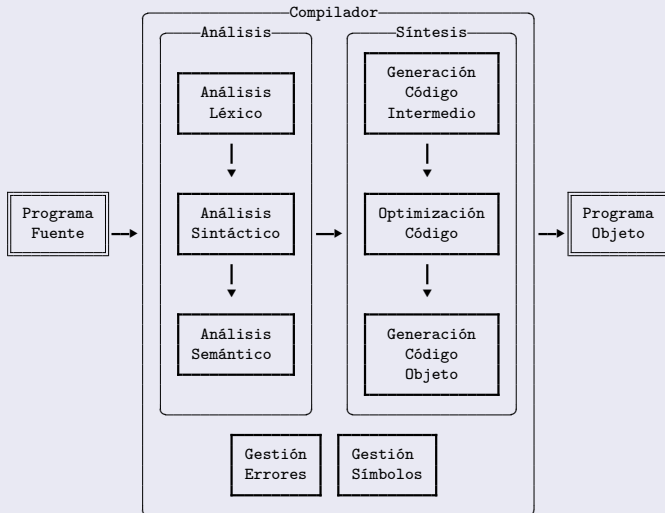 Compilador
Análisis
Síntesis
Análisis
Léxico
Generación
Código
Intermedio
Programa
Fuente
Análisis
Sintáctico
Optimización
Código
Programa
Objeto
Análisis
Semántico
Generación
Código
Objeto
Gestión
Errores
Gestión
Símbolos